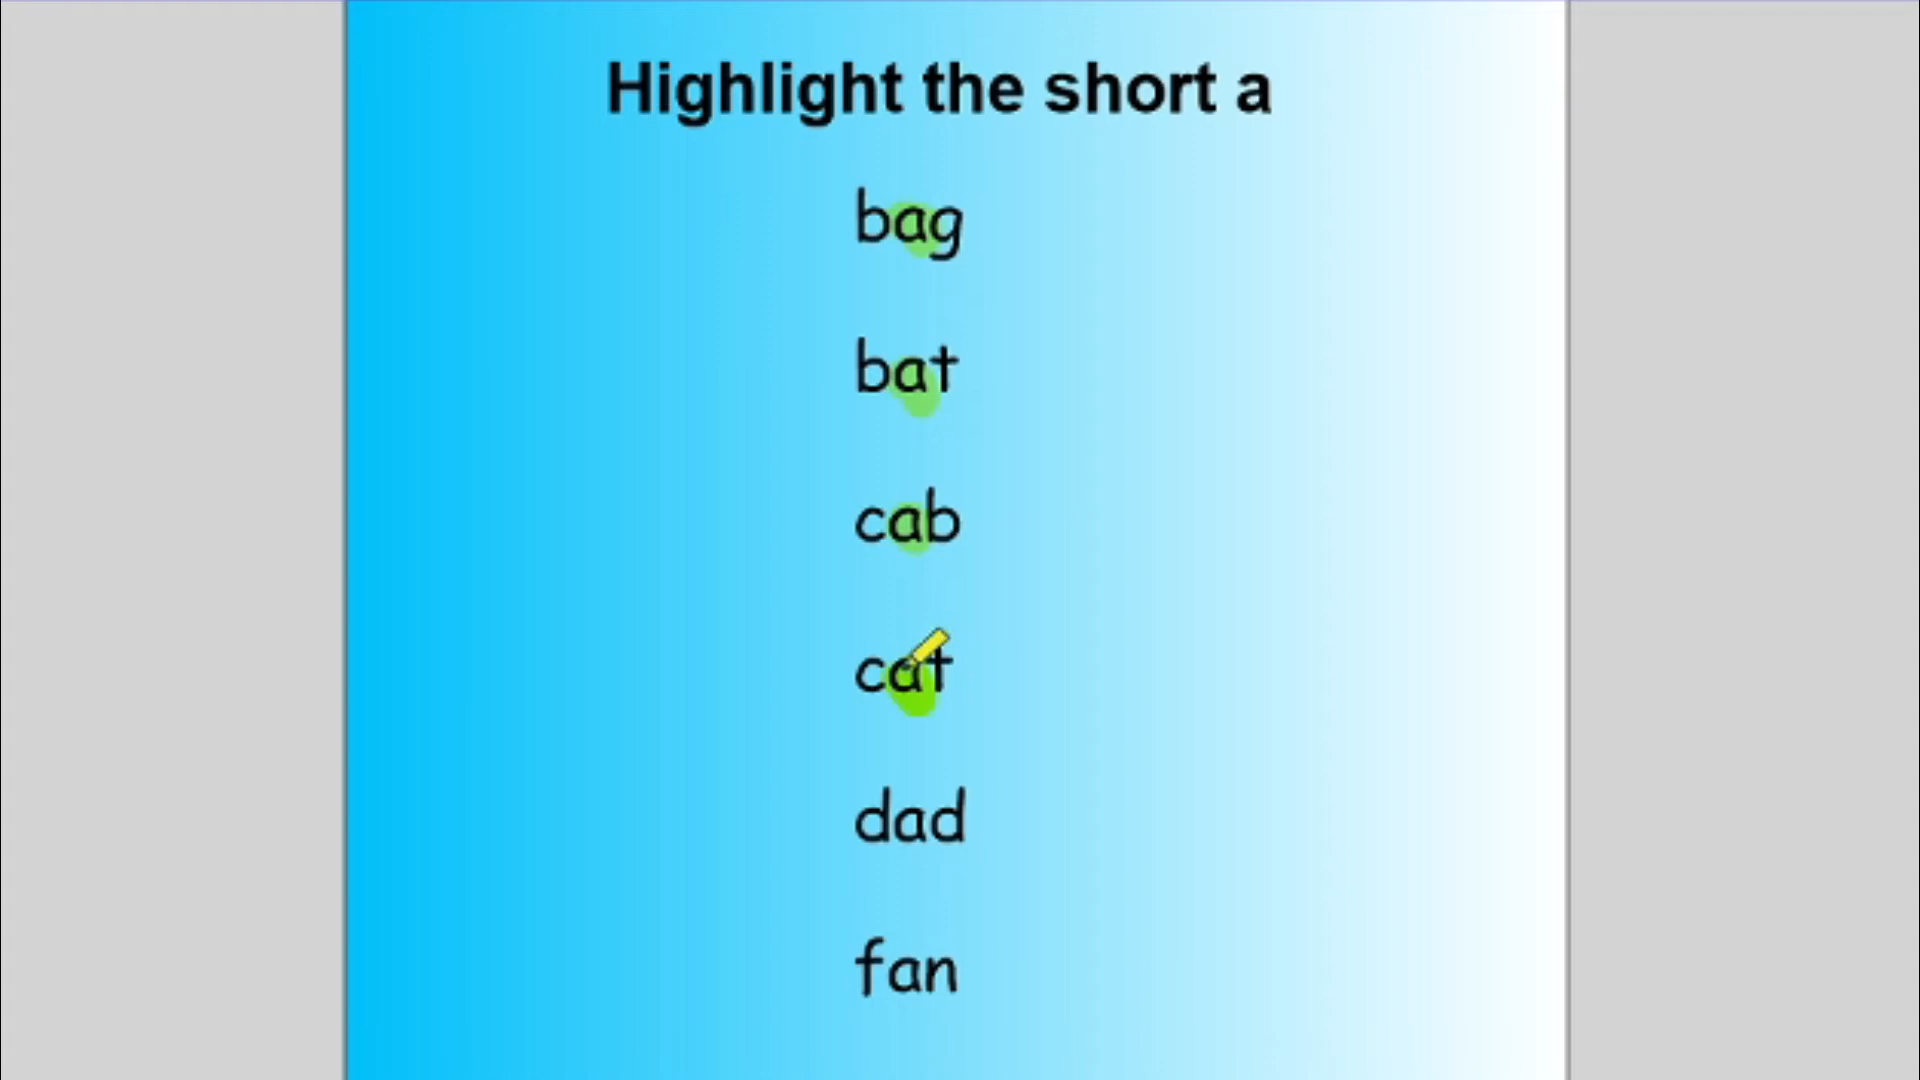 Highlight the short a
bag
bat
cab
cat
dad
fan